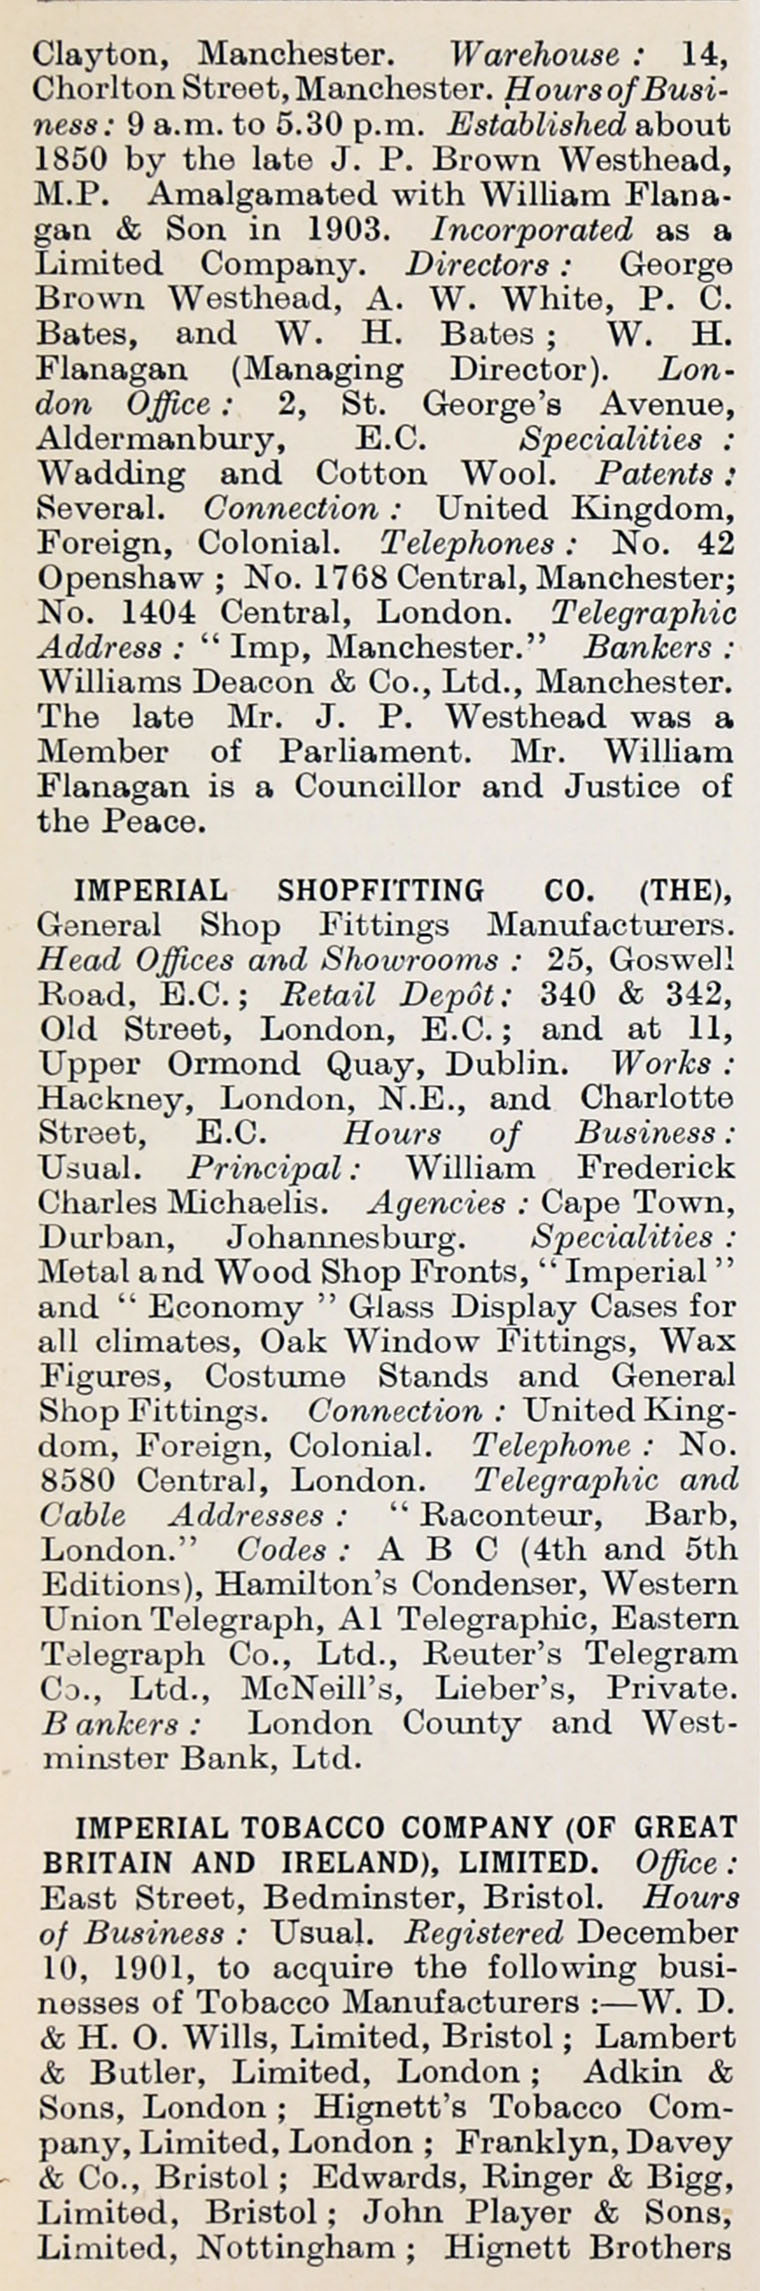 Clayton, Manchester. Warehouse : 14,
Chorlton Street, Manchester. Hours of Busi-
ness : 9 a.m. to 5.30 p.m. Established about
1850 by the late J. P. Brown Westhead,
M.P. Amalgamated with William Flana-
gan & Son in 1903. Incorporated as a
Limited Company. Directors : George
Brown Westhead, A. W. White, P. C.
Bates, and W. H. Bates ; W. H.
Flanagan (Managing Director). Lon-
don Office : 2, St. George's Avenue,
Aldermanbury, E.C. Specialities :
Wadding and Cotton Wool. Patents :
Several. Connection : United Kingdom,
Foreign, Colonial. Telephones : No. 42
Openshaw ; No. 1768 Central, Manchester;
No. 1404 Central, London. Telegraphic
Address : “ Imp, Manchester.” Bankers :
Williams Deacon & Co., Ltd., Manchester.
The late Mr. J. P. Westhead was a
Member of Parliament. Mr. William
Flanagan is a Councillor and Justice of
the Peace.
IMPERIAL SHOPFITTING CO. (THE),
General Shop Fittings Manufacturers.
Head Offices and Showrooms : 25, Goswell
Road, E.C. ; Retail Depôt : 340 & 342,
Old Street, London, E.C. ; and at 11,
Upper Ormond Quay, Dublin. Works :
Hackney, London, N.E., and Charlotte
Street, E.C. Hours of Business :
Usual. Principal : William Frederick
Charles Michaelis. Agencies : Cape Town,
Durban, Johannesburg. Specialities :
Metal and Wood Shop Fronts, “ Imperial ”
and “ Economy ” Glass Display Cases for
all climates, Oak Window Fittings, Wax
Figures, Costume Stands and General
Shop Fittings. Connection : United King-
dom, Foreign, Colonial. Telephone : No.
8580 Central, London. Telegraphic and
Cable Addresses : “ Raconteur, Barb,
London.” Codes : A B C (4th and 5th
Editions), Hamilton's Condenser, Western
Union Telegraph, A1 Telegraphic, Eastern
Telegraph Co., Ltd., Reuter's Telegram
Co., Ltd., McNeill's, Lieber's, Private.
Bankers : London County and West-
minster Bank, Ltd.
IMPERIAL TOBACCO COMPANY (OF GREAT
BRITAIN AND IRELAND), LIMITED. Office :
East Street, Bedminster, Bristol. Hours
of Business : Usual. Registered December
10, 1901, to acquire the following busi-
nesses of Tobacco Manufacturers :—W. D.
& H. O. Wills, Limited, Bristol ; Lambert
& Butler, Limited, London ; Adkin &
Sons, London ; Hignett's Tobacco Com-
pany, Limited, London ; Franklyn, Davey
& Co., Bristol ; Edwards, Ringer & Bigg,
Limited, Bristol ; John Player & Sons,
Limited, Nottingham ; Hignett Brothers